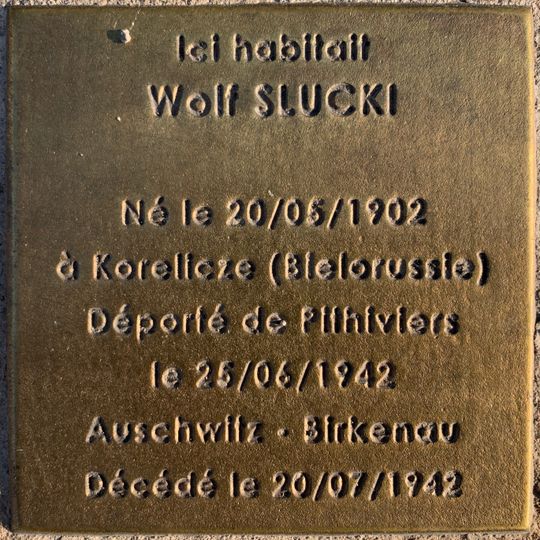 Ici habitait
Wolf SLUCKI
Né le 20/05/1902
à Korelicze (Bielorussie)
Déporté de Pithiviers
le 25/06/1942
Auschwitz - Birkenau
Décédé le 20/07/1942